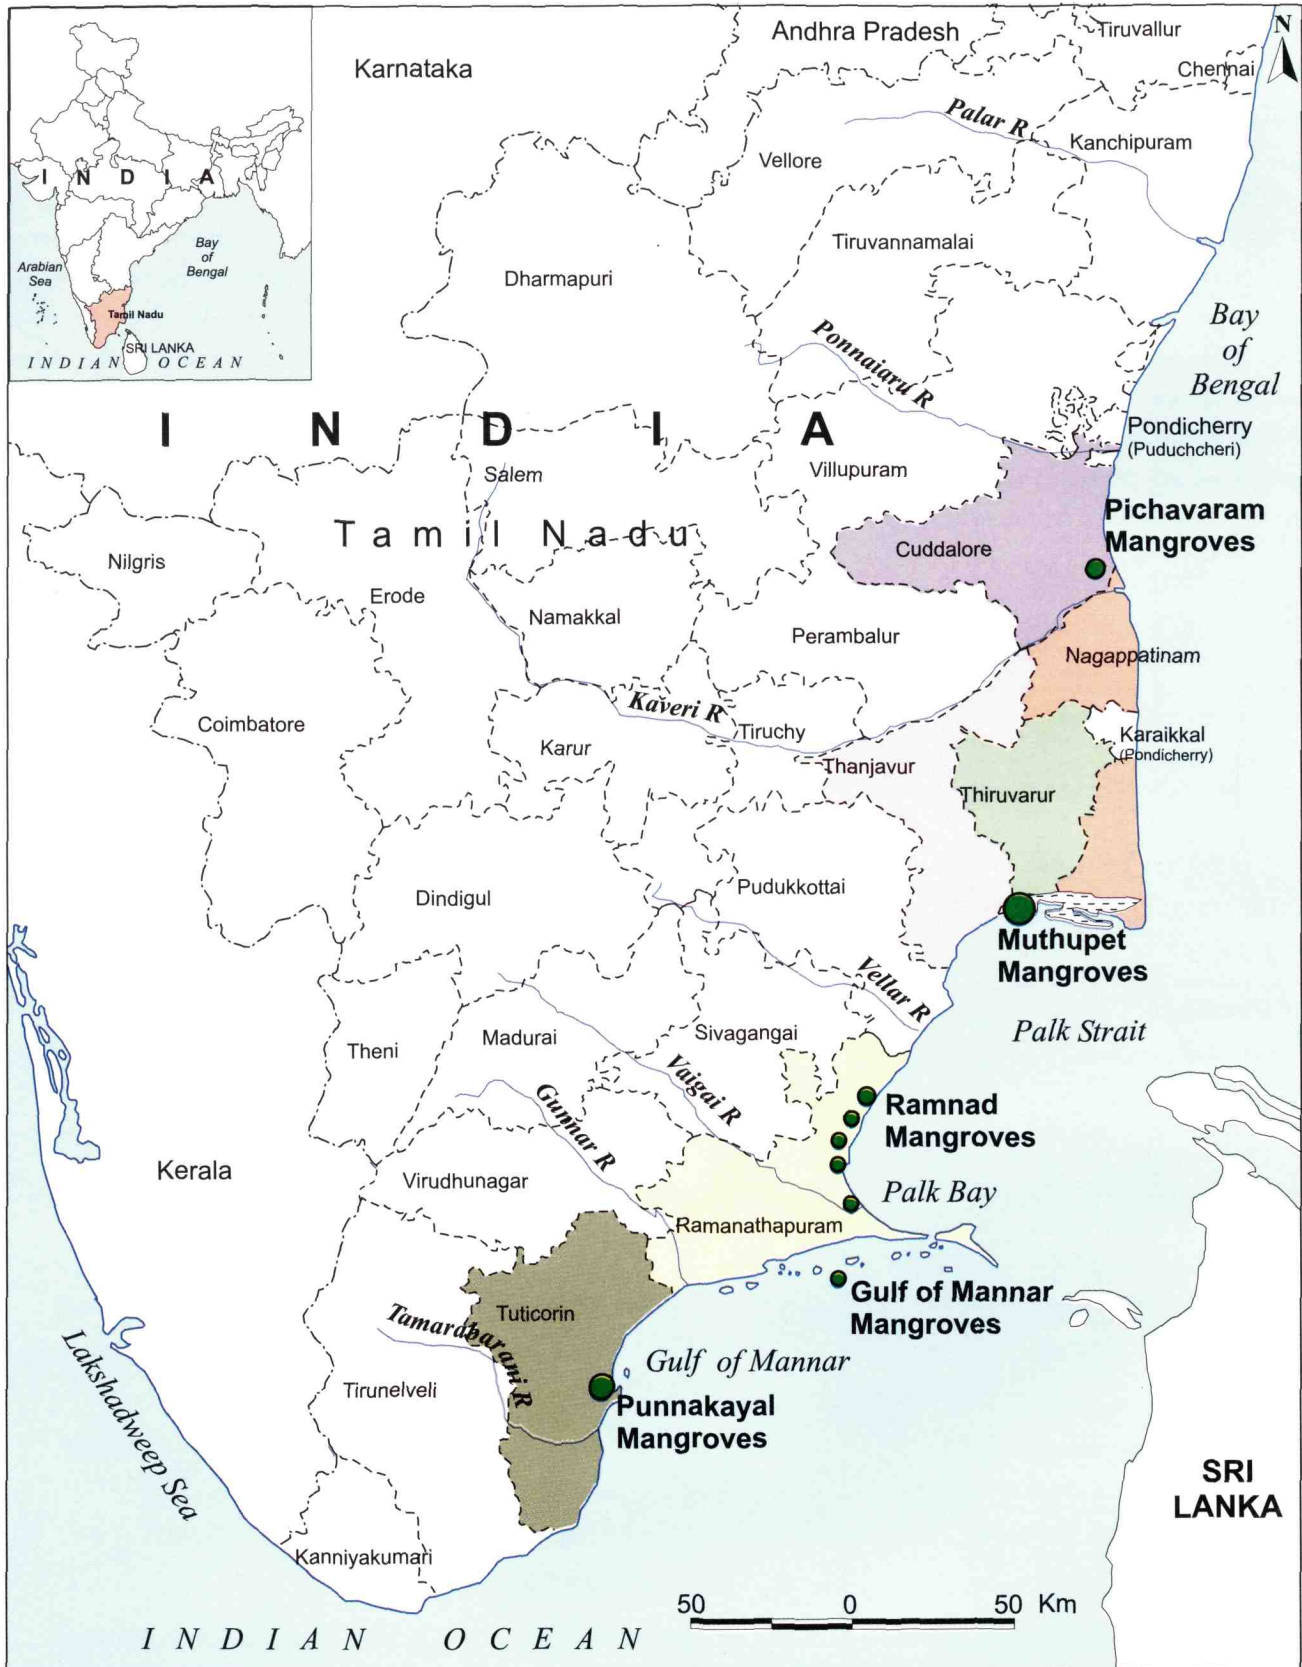 Andhra Pradesh
Tiruvallur
N
Karnataka
Chennai
Palar R
Kanchipuram
Vellore
I N D I A
Tiruvannamalai
Bay
of
Bengal
Arabian
Sea
Dharmapuri
Tamil Nadu
SRI LANKA
INDIAN OCEAN
Bay
of
Bengal
Ponnaiaru R
I N D I A
Pondicherry
(Puduchcheri)
Salem
Villupuram
Pichavaram
Mangroves
Tamil Nadu
Cuddalore
Nilgris
Erode
Namakkal
Perambalur
Nagappatinam
Kaveri R
Coimbatore
Karur
Tiruchy
Karaikkal
(Pondicherry)
Thanjavur
Thiruvarur
Dindigul
Pudukkottai
Muthupet
Mangroves
Vellar R
Palk Strait
Theni
Madurai
Sivagangai
Vaigai R
Gunnar R
Ramnad
Mangroves
Kerala
Virudhunagar
Palk Bay
Ramanathapuram
Gulf of Mannar
Mangroves
Tuticorin
Tamarabarani R
Gulf of Mannar
Lakshadweep Sea
Tirunelveli
Punnakayal
Mangroves
SRI
LANKA
Kanniyakumari
50 0 50 Km
INDIAN OCEAN